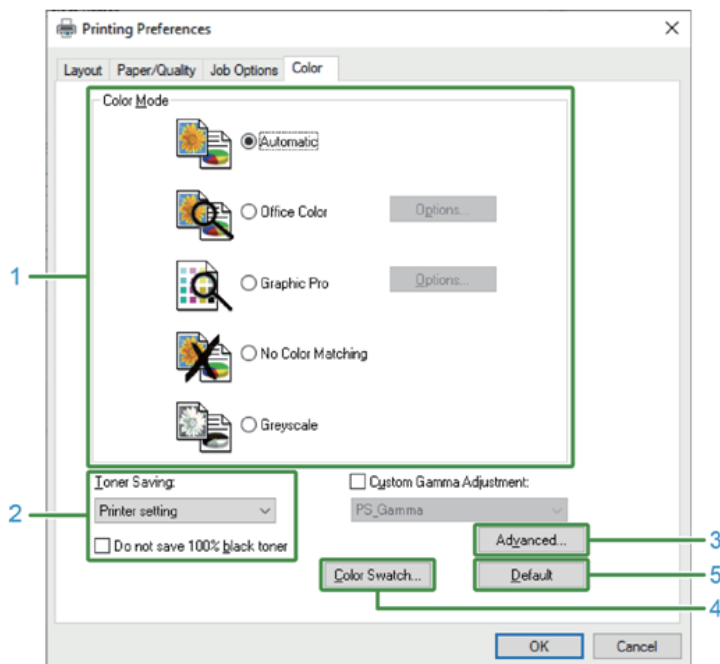 Printing Preferences
Layout Paper/Quality Job Options Color
Color Mode
Automatic
Office Color Options...
1
Graphic Pro Options...
No Color Matching
Greyscale
Toner Saving: Custom Gamma Adjustment:
2 Printer setting PS_Gamma
Do not save 100% black toner Advanced... 3
Color Swatch... Default 5
4
OK Cancel